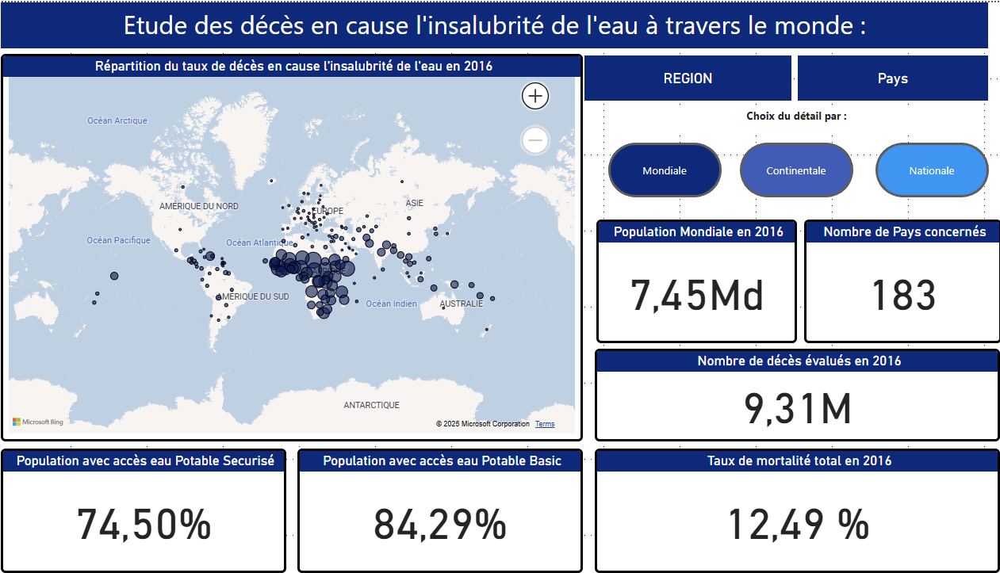 Etude des décès en cause l'insalubrité de l'eau à travers le monde :
Répartition du taux de décès en cause l'insalubrité de l'eau en 2016
REGION
Pays
Choix du détail par :
Mondiale
Continentale
Nationale
Océan Arctique
AMÉRIQUE DU NORD
EUROPE
ASIE
Océan Pacifique
Océan Atlantique
AMÉRIQUE DU SUD
Océan Indien
AUSTRALIE
ANTARCTIQUE
Microsoft Bing
© 2025 Microsoft Corporation Terms
Population Mondiale en 2016
7,45Md
Nombre de Pays concernés
183
Nombre de décès évalués en 2016
9,31M
Population avec accès eau Potable Securisé
74,50%
Population avec accès eau Potable Basic
84,29%
Taux de mortalité total en 2016
12,49 %